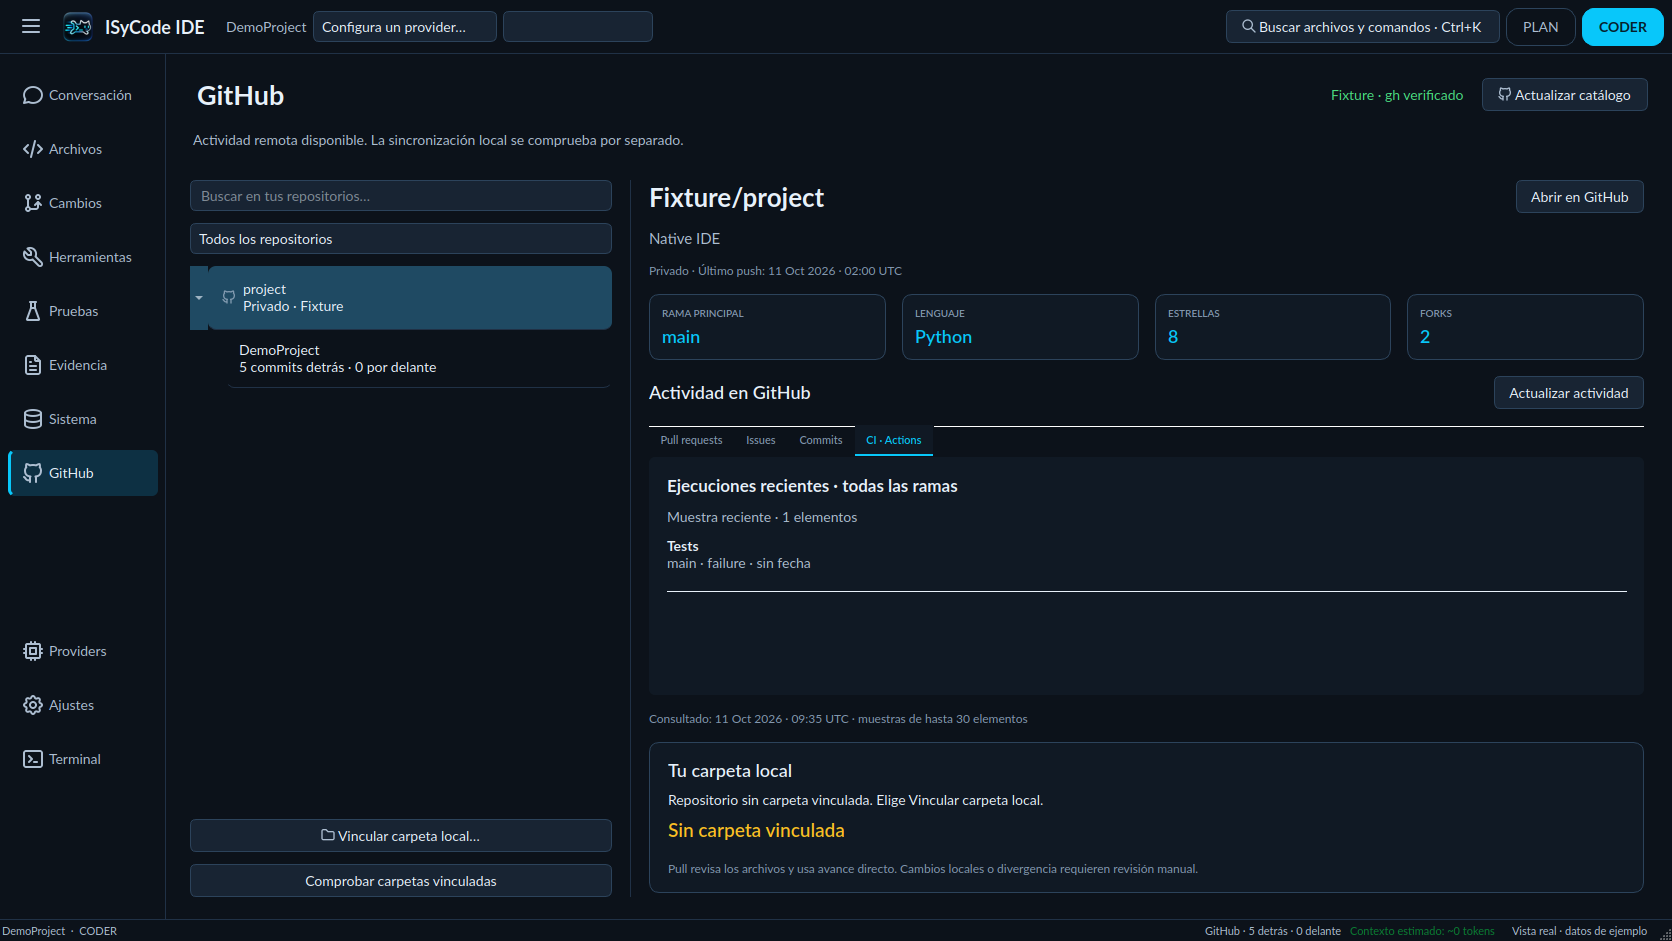 ISyCode IDE
DemoProject
Configura un provider...
Buscar archivos y comandos · Ctrl+K
PLAN
CODER
Conversación
Archivos
Cambios
Herramientas
Pruebas
Evidencia
Sistema
GitHub
Providers
Ajustes
Terminal
GitHub
Fixture · gh verificado
Actualizar catálogo
Actividad remota disponible. La sincronización local se comprueba por separado.
Buscar en tus repositorios...
Todos los repositorios
project
Privado · Fixture
DemoProject
5 commits detrás · 0 por delante
Vincular carpeta local...
Comprobar carpetas vinculadas
Fixture/project
Abrir en GitHub
Native IDE
Privado · Último push: 11 Oct 2026 · 02:00 UTC
RAMA PRINCIPAL
main
LENGUAJE
Python
ESTRELLAS
8
FORKS
2
Actividad en GitHub
Actualizar actividad
Pull requests
Issues
Commits
CI · Actions
Ejecuciones recientes · todas las ramas
Muestra reciente · 1 elementos
Tests
main · failure · sin fecha
Consultado: 11 Oct 2026 · 09:35 UTC · muestras de hasta 30 elementos
Tu carpeta local
Repositorio sin carpeta vinculada. Elige Vincular carpeta local.
Sin carpeta vinculada
Pull revisa los archivos y usa avance directo. Cambios locales o divergencia requieren revisión manual.
DemoProject · CODER
GitHub · 5 detrás · 0 delante
Contexto estimado: ~0 tokens
Vista real · datos de ejemplo